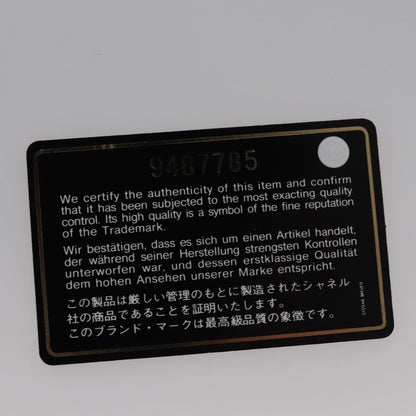 9487785
We certify the authenticity of this item and confirm
that it has been subjected to the most exacting quality
control. Its high quality is a symbol of the fine reputation
of the Trademark.
Wir bestätigen, dass es sich um einen Artikel handelt,
der während seiner Herstellung strengsten Kontrollen
unterworfen war, und dessen erstklassige Qualität
dem hohen Ansehen unserer Marke entspricht.
この製品は厳しい管理のもとに製造されたシャネル
社の商品であることを証明いたします。
このブランド・マークは最高級品質の象徴です。